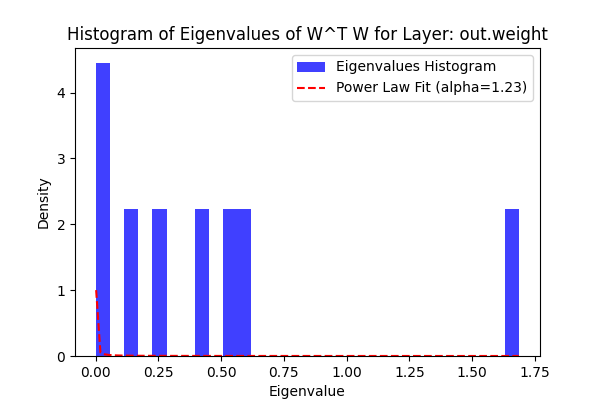 Histogram of Eigenvalues of W^T W for Layer: out.weight
Eigenvalues Histogram
Power Law Fit (alpha=1.23)
Density
4
3
2
1
0
0.00 0.25 0.50 0.75 1.00 1.25 1.50 1.75
Eigenvalue